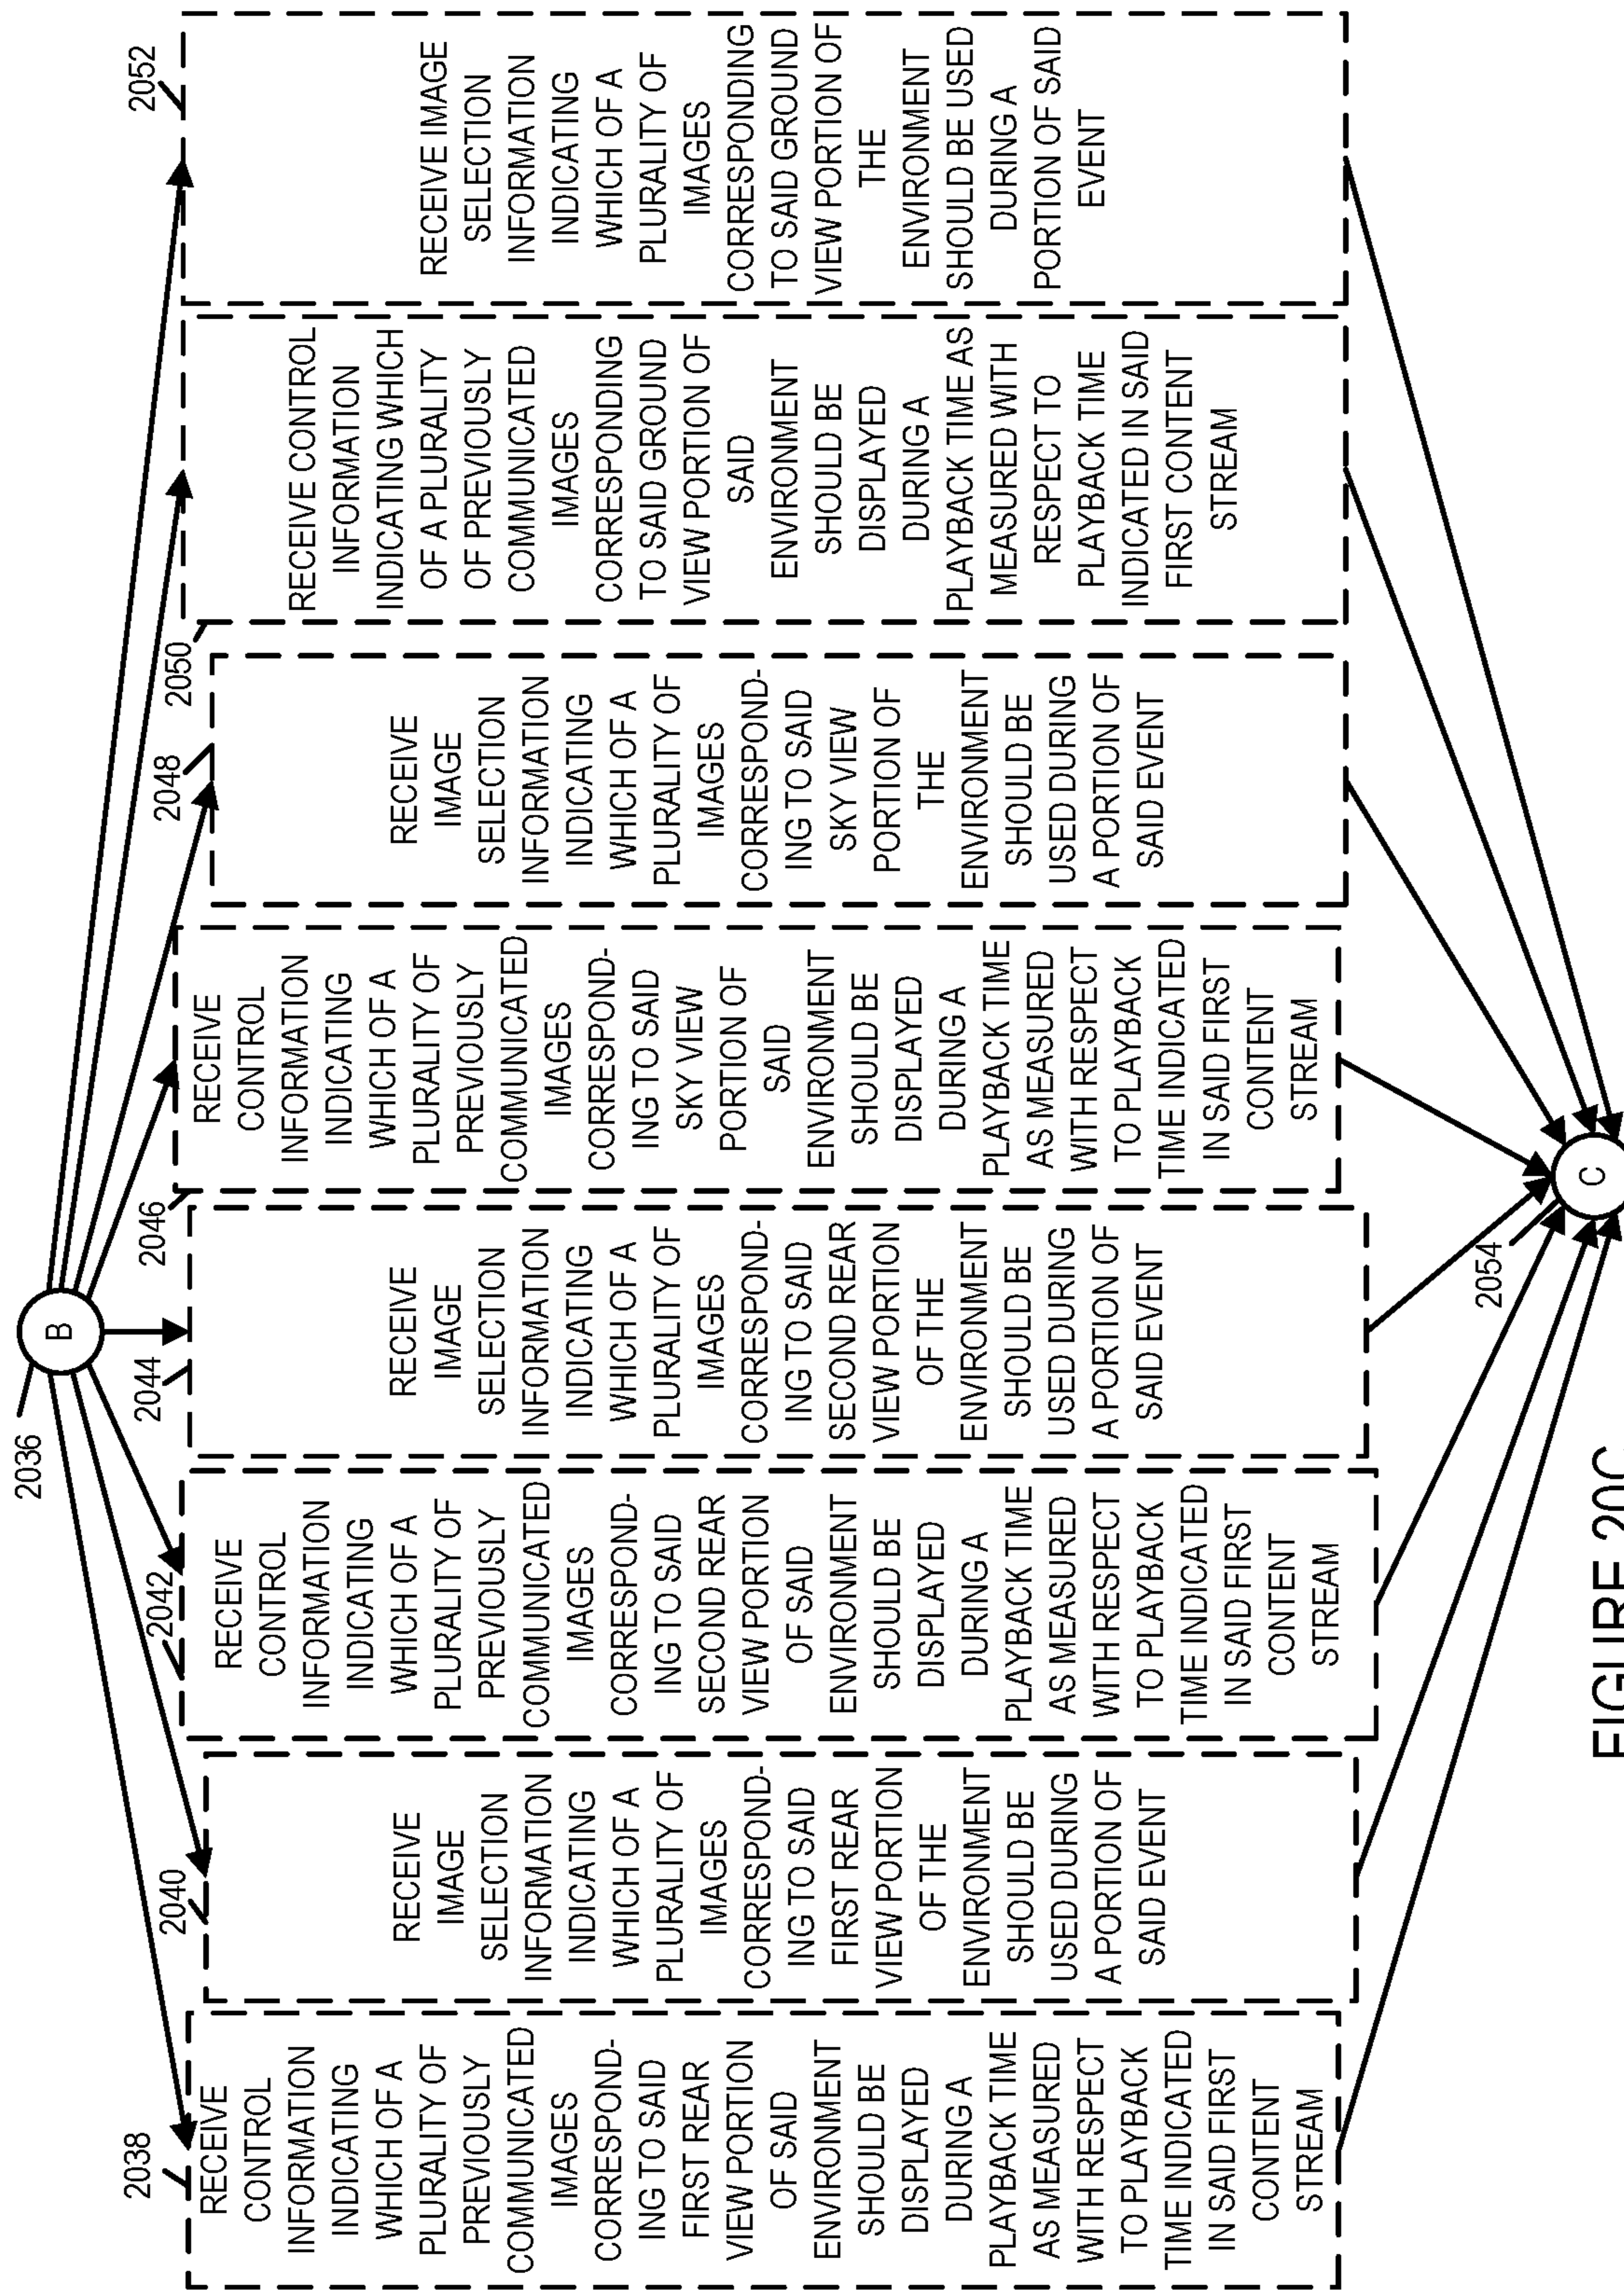 2036
B
2038
RECEIVE
CONTROL
INFORMATION
INDICATING
WHICH OF A
PLURALITY OF
PREVIOUSLY
COMMUNICATED
IMAGES
CORRESPOND-
ING TO SAID
FIRST REAR
VIEW PORTION
OF SAID
ENVIRONMENT
SHOULD BE
DISPLAYED
DURING A
PLAYBACK TIME
AS MEASURED
WITH RESPECT
TO PLAYBACK
TIME INDICATED
IN SAID FIRST
CONTENT
STREAM
2040
RECEIVE
IMAGE
SELECTION
INFORMATION
INDICATING
WHICH OF A
PLURALITY OF
IMAGES
CORRESPOND-
ING TO SAID
FIRST REAR
VIEW PORTION
OF THE
ENVIRONMENT
SHOULD BE
USED DURING
A PORTION OF
SAID EVENT
2042
RECEIVE
CONTROL
INFORMATION
INDICATING
WHICH OF A
PLURALITY OF
PREVIOUSLY
COMMUNICATED
IMAGES
CORRESPOND-
ING TO SAID
SECOND REAR
VIEW PORTION
OF SAID
ENVIRONMENT
SHOULD BE
DISPLAYED
DURING A
PLAYBACK TIME
AS MEASURED
WITH RESPECT
TO PLAYBACK
TIME INDICATED
IN SAID FIRST
CONTENT
STREAM
2044
RECEIVE
IMAGE
SELECTION
INFORMATION
INDICATING
WHICH OF A
PLURALITY OF
IMAGES
CORRESPOND-
ING TO SAID
SECOND REAR
VIEW PORTION
OF THE
ENVIRONMENT
SHOULD BE
USED DURING
A PORTION OF
SAID EVENT
2046
RECEIVE
CONTROL
INFORMATION
INDICATING
WHICH OF A
PLURALITY OF
PREVIOUSLY
COMMUNICATED
IMAGES
CORRESPOND-
ING TO SAID
SKY VIEW
PORTION OF
SAID
ENVIRONMENT
SHOULD BE
DISPLAYED
DURING A
PLAYBACK TIME
AS MEASURED
WITH RESPECT
TO PLAYBACK
TIME INDICATED
IN SAID FIRST
CONTENT
STREAM
2048
RECEIVE
IMAGE
SELECTION
INFORMATION
INDICATING
WHICH OF A
PLURALITY OF
IMAGES
CORRESPOND-
ING TO SAID
SKY VIEW
PORTION OF
THE
ENVIRONMENT
SHOULD BE
USED DURING
A PORTION OF
SAID EVENT
2050
RECEIVE CONTROL
INFORMATION
INDICATING WHICH
OF A PLURALITY
OF PREVIOUSLY
COMMUNICATED
IMAGES
CORRESPONDING
TO SAID GROUND
VIEW PORTION OF
SAID
ENVIRONMENT
SHOULD BE
DISPLAYED
DURING A
PLAYBACK TIME AS
MEASURED WITH
RESPECT TO
PLAYBACK TIME
INDICATED IN SAID
FIRST CONTENT
STREAM
2052
RECEIVE IMAGE
SELECTION
INFORMATION
INDICATING
WHICH OF A
PLURALITY OF
IMAGES
CORRESPONDING
TO SAID GROUND
VIEW PORTION OF
THE
ENVIRONMENT
SHOULD BE USED
DURING A
PORTION OF SAID
EVENT
2054
C
FIGURE 20C